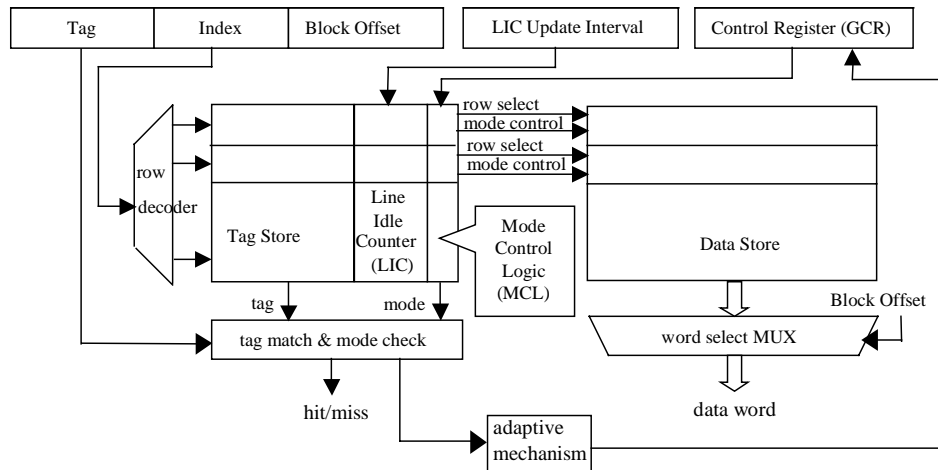 Tag
Index
Block Offset
LIC Update Interval
Control Register (GCR)
row select
mode control
row select
mode control
row
decoder
Tag Store
Line
Idle
Counter
(LIC)
Mode
Control
Logic
(MCL)
Data Store
tag
mode
Block Offset
tag match & mode check
word select MUX
hit/miss
data word
adaptive
mechanism